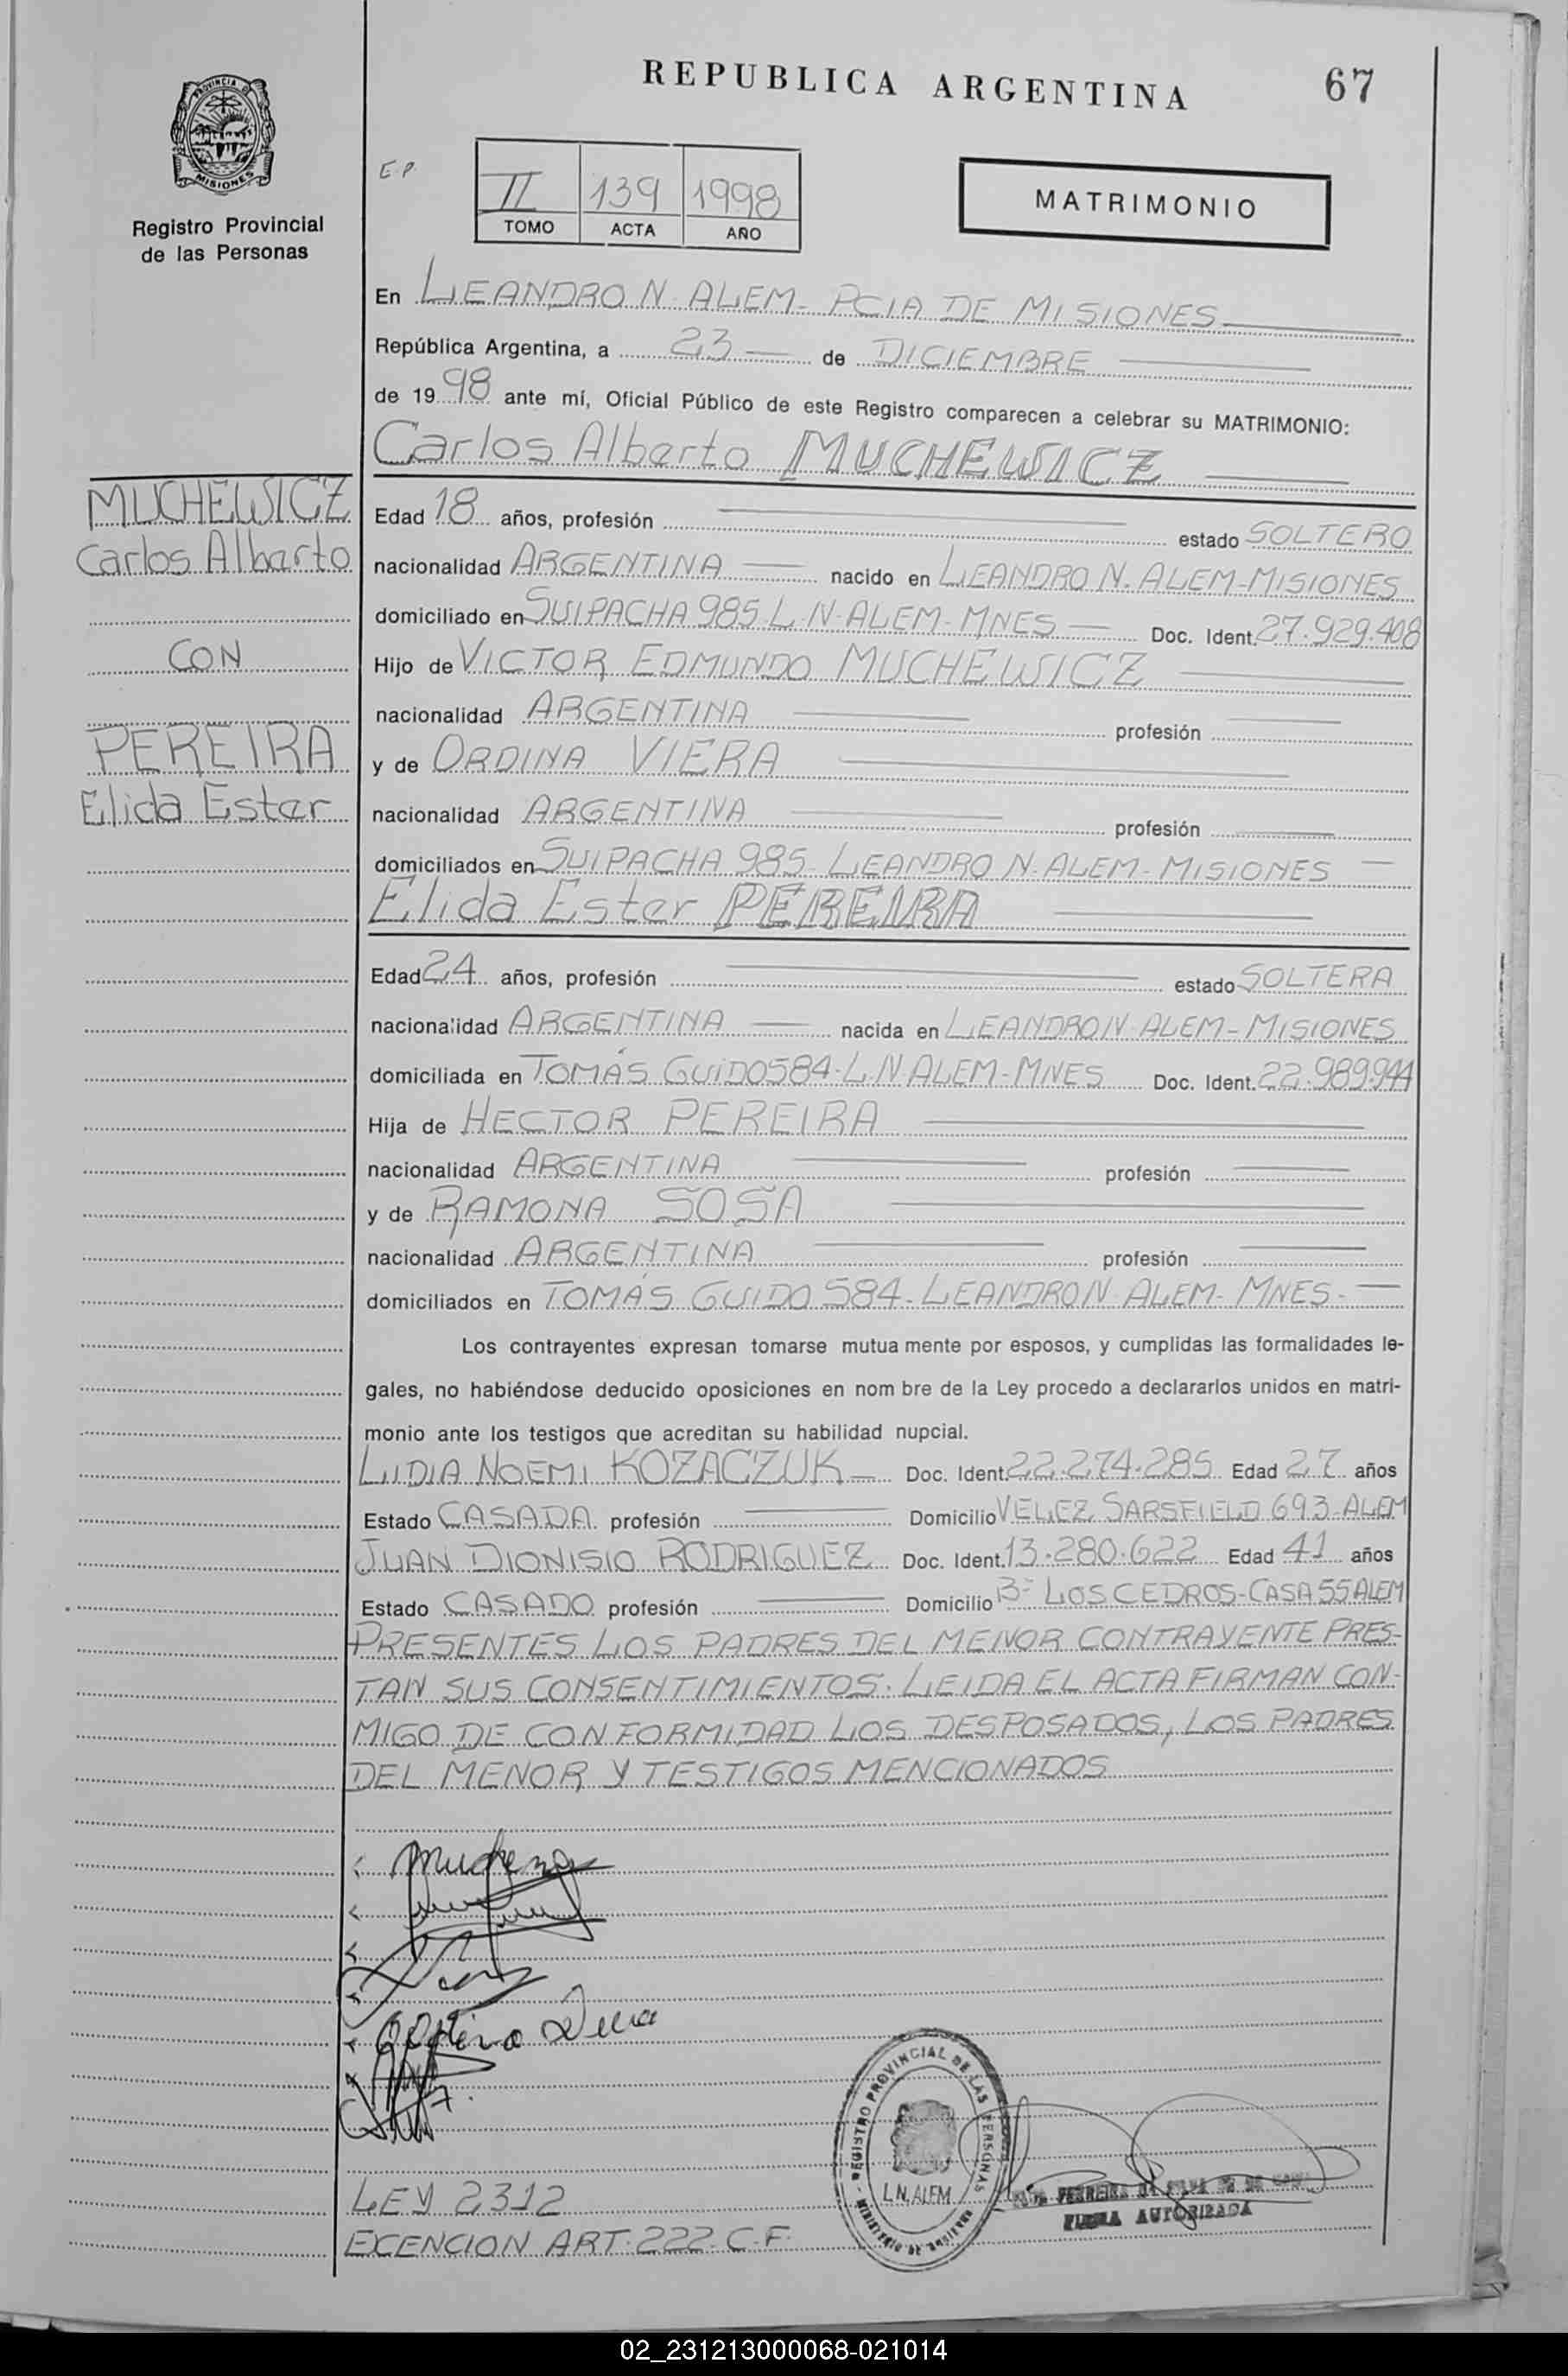 REPUBLICA ARGENTINA
67
PROVINCIA DE
MISIONES
Registro Provincial
de las Personas
E.P.
II 139 1998
TOMO ACTA AÑO
MATRIMONIO
En LEANDRO N. ALEM- PCIA DE MISIONES
República Argentina, a 23 de DICIEMBRE
de 1998 ante mí, Oficial Público de este Registro comparecen a celebrar su MATRIMONIO:
Carlos Alberto MUCHEWICZ
MUCHEWICZ
Carlos Alberto
CON
PEREIRA
Elida Ester
Edad 18 años, profesión estado SOLTERO
nacionalidad ARGENTINA nacido en LEANDRO N. ALEM-MISIONES
domiciliado en SUIPACHA 985-L-N-ALEM-MNES Doc. Ident. 27.929.408
Hijo de VICTOR EDMUNDO MUCHEWICZ
nacionalidad ARGENTINA profesión
y de ORDINA VIERA
nacionalidad ARGENTINA profesión
domiciliados en SUIPACHA 985-LEANDRO N-ALEM-MISIONES
Elida Ester PEREIRA
Edad 24 años, profesión estado SOLTERA
nacionalidad ARGENTINA nacida en LEANDRO N-ALEM-MISIONES
domiciliada en TOMÁS GUIDO 584-L.N ALEM-MNES Doc. Ident. 22.989.944
Hija de HECTOR PEREIRA
nacionalidad ARGENTINA profesión
y de RAMONA SOSA
nacionalidad ARGENTINA profesión
domiciliados en TOMÁS GUIDO 584-LEANDRO N ALEM-MNES-
Los contrayentes expresan tomarse mutua mente por esposos, y cumplidas las formalidades le-
gales, no habiéndose deducido oposiciones en nom bre de la Ley procedo a declararlos unidos en matri-
monio ante los testigos que acreditan su habilidad nupcial.
LIDIA NOEMI KOZACZUK Doc. Ident. 22.274.285 Edad 27 años
Estado CASADA profesión Domicilio VELEZ SARSFIELD 693-ALEM
JUAN DIONISIO RODRIGUEZ Doc. Ident. 13.280.622 Edad 41 años
Estado CASADO profesión Domicilio Bº LOS CEDROS-CASA 55 ALEM
PRESENTES LOS PADRES DEL MENOR CONTRAYENTE PRES-
TAN SUS CONSENTIMIENTOS. LEIDA EL ACTA FIRMAN CON-
MIGO DE CONFORMIDAD LOS DESPOSADOS, LOS PADRES
DEL MENOR Y TESTIGOS MENCIONADOS
REGISTRO PROVINCIAL DE LAS PERSONAS
L.N. ALEM
MINISTERIO DE
FERREIRA
FIRMA AUTORIZADA
LEY 2312
EXCENCION ART. 222. C.F.
02_231213000068-021014